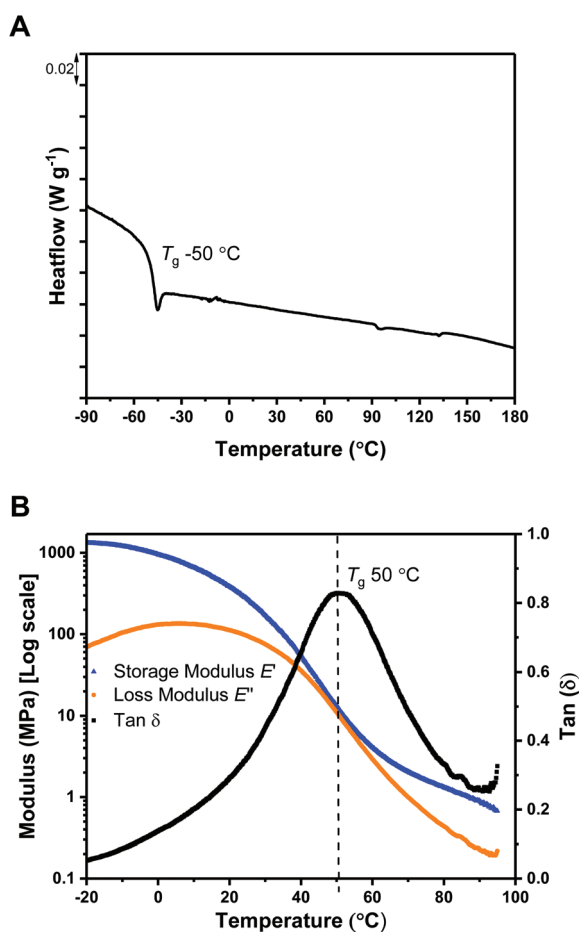 A
0.02
Heatflow (W g-1)
Tg -50 °C
-90 -60 -30 0 30 60 90 120 150 180
Temperature (°C)
B
1000
100
10
1
0.1
Modulus (MPa) [Log scale]
Tg 50 °C
Storage Modulus E'
Loss Modulus E"
Tan δ
1.0
0.8
0.6
0.4
0.2
0.0
Tan (δ)
-20 0 20 40 60 80 100
Temperature (°C)